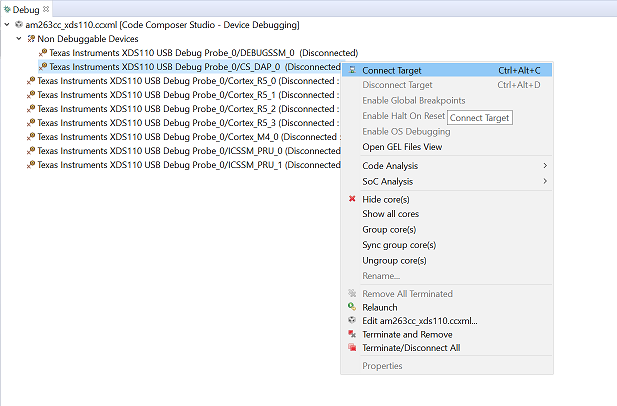 Debug
am263cc_xds110.ccxml [Code Composer Studio - Device Debugging]
Non Debuggable Devices
Texas Instruments XDS110 USB Debug Probe_0/DEBUGSSM_0 (Disconnected)
Texas Instruments XDS110 USB Debug Probe_0/CS_DAP_0 (Disconnected
Texas Instruments XDS110 USB Debug Probe_0/Cortex_R5_0 (Disconnected :
Texas Instruments XDS110 USB Debug Probe_0/Cortex_R5_1 (Disconnected :
Texas Instruments XDS110 USB Debug Probe_0/Cortex_R5_2 (Disconnected :
Texas Instruments XDS110 USB Debug Probe_0/Cortex_R5_3 (Disconnected :
Texas Instruments XDS110 USB Debug Probe_0/Cortex_M4_0 (Disconnected :
Texas Instruments XDS110 USB Debug Probe_0/ICSSM_PRU_0 (Disconnected
Texas Instruments XDS110 USB Debug Probe_0/ICSSM_PRU_1 (Disconnected
Connect Target Ctrl+Alt+C
Disconnect Target Ctrl+Alt+D
Enable Global Breakpoints
Enable Halt On Reset
Connect Target
Enable OS Debugging
Open GEL Files View
Code Analysis
SoC Analysis
Hide core(s)
Show all cores
Group core(s)
Sync group core(s)
Ungroup core(s)
Rename...
Remove All Terminated
Relaunch
Edit am263cc_xds110.ccxml...
Terminate and Remove
Terminate/Disconnect All
Properties